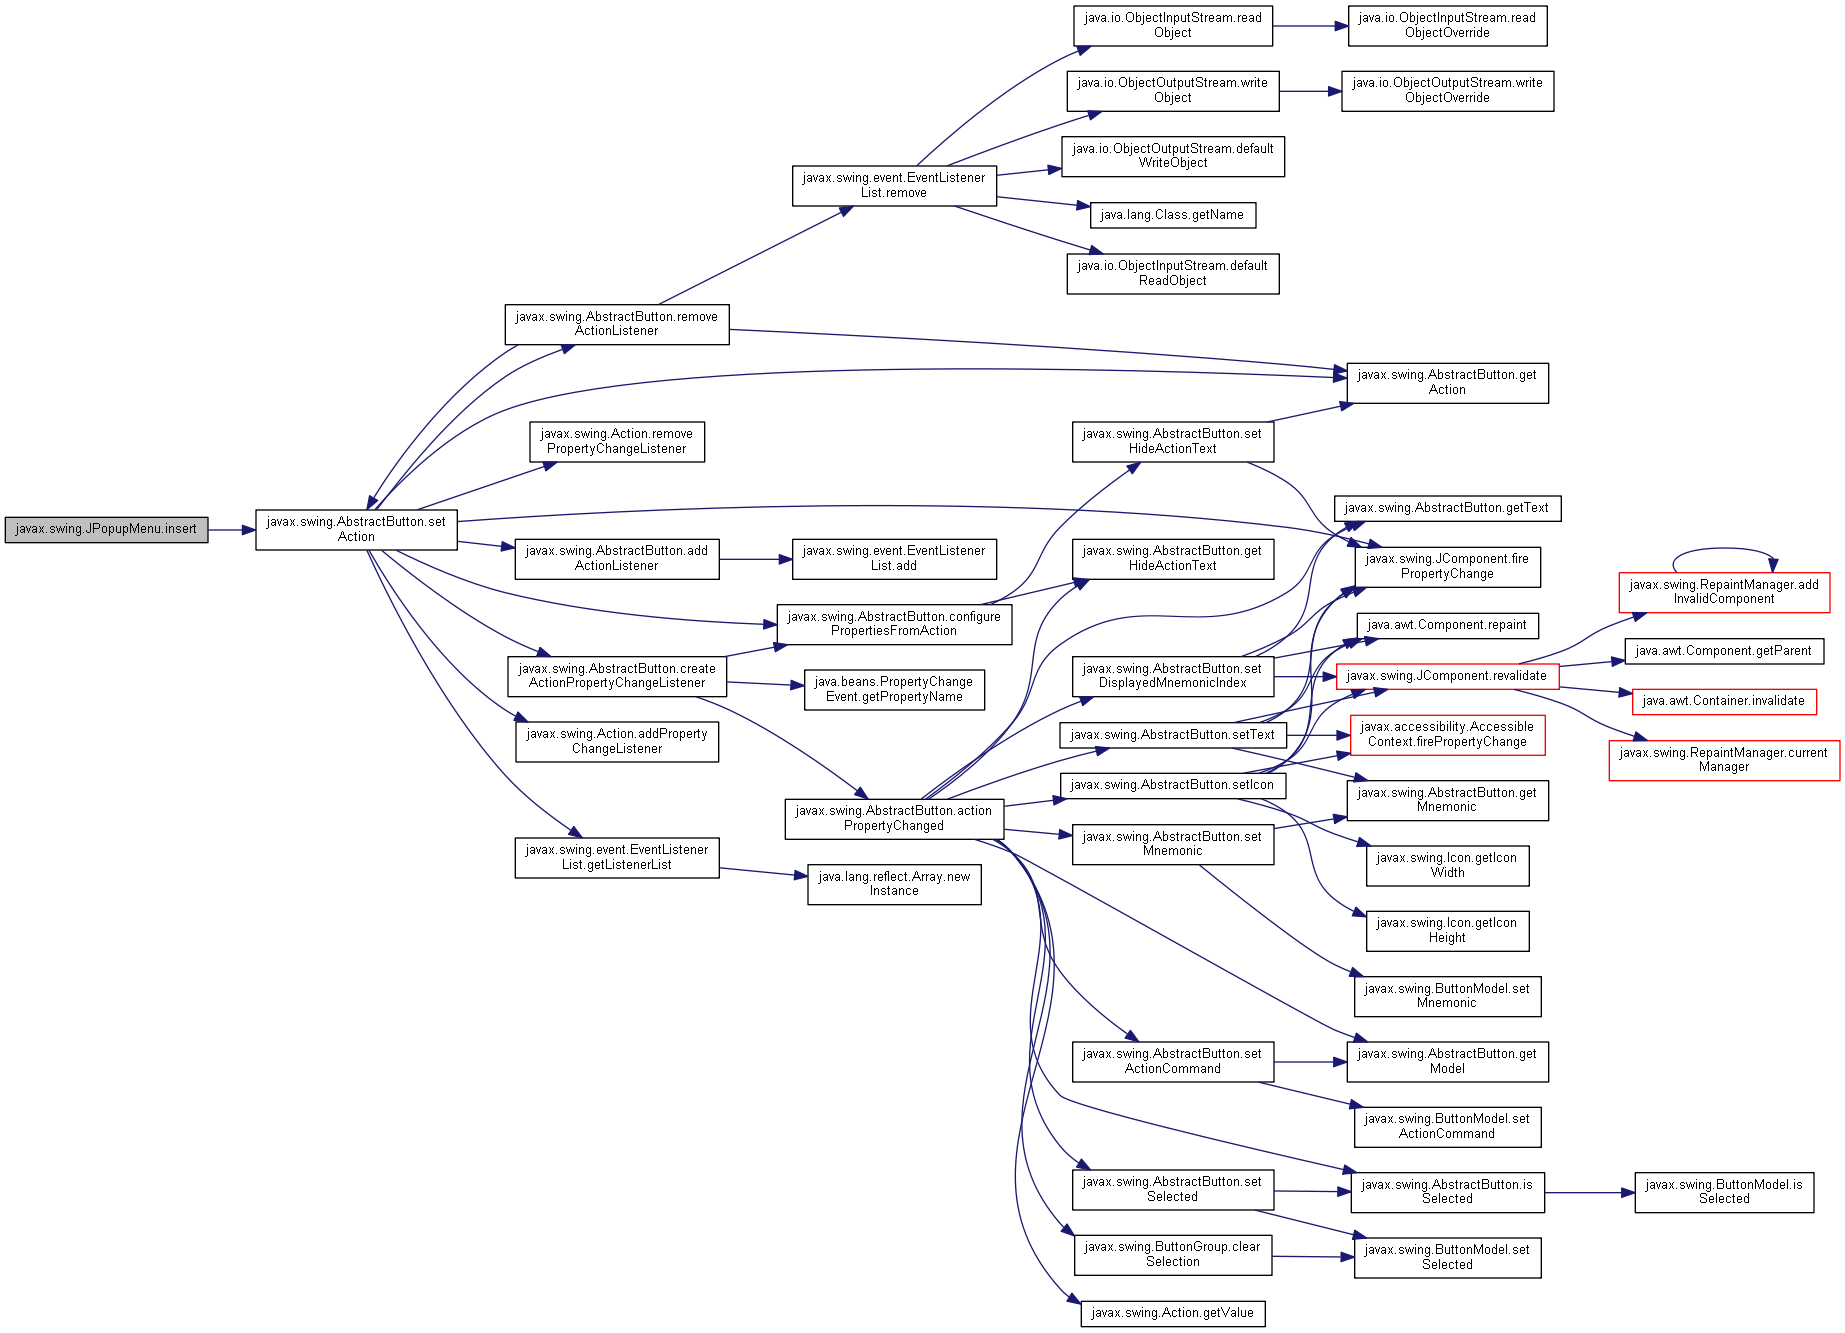 javax.swing.JPopupMenu.insert
javax.swing.AbstractButton.set
Action
javax.swing.AbstractButton.remove
ActionListener
javax.swing.Action.remove
PropertyChangeListener
javax.swing.AbstractButton.add
ActionListener
javax.swing.AbstractButton.create
ActionPropertyChangeListener
javax.swing.Action.addProperty
ChangeListener
javax.swing.event.EventListener
List.getListenerList
javax.swing.event.EventListener
List.remove
javax.swing.event.EventListener
List.add
javax.swing.AbstractButton.configure
PropertiesFromAction
java.beans.PropertyChange
Event.getPropertyName
javax.swing.AbstractButton.action
PropertyChanged
java.lang.reflect.Array.new
Instance
java.io.ObjectInputStream.read
Object
java.io.ObjectOutputStream.write
Object
java.io.ObjectOutputStream.default
WriteObject
java.lang.Class.getName
java.io.ObjectInputStream.default
ReadObject
javax.swing.AbstractButton.set
HideActionText
javax.swing.AbstractButton.get
HideActionText
javax.swing.AbstractButton.set
DisplayedMnemonicIndex
javax.swing.AbstractButton.setText
javax.swing.AbstractButton.setIcon
javax.swing.AbstractButton.set
Mnemonic
javax.swing.AbstractButton.set
ActionCommand
javax.swing.AbstractButton.set
Selected
javax.swing.ButtonGroup.clear
Selection
javax.swing.Action.getValue
java.io.ObjectInputStream.read
ObjectOverride
java.io.ObjectOutputStream.write
ObjectOverride
javax.swing.AbstractButton.get
Action
javax.swing.AbstractButton.getText
javax.swing.JComponent.fire
PropertyChange
java.awt.Component.repaint
javax.swing.JComponent.revalidate
javax.accessibility.Accessible
Context.firePropertyChange
javax.swing.AbstractButton.get
Mnemonic
javax.swing.Icon.getIcon
Width
javax.swing.Icon.getIcon
Height
javax.swing.ButtonModel.set
Mnemonic
javax.swing.AbstractButton.get
Model
javax.swing.ButtonModel.set
ActionCommand
javax.swing.AbstractButton.is
Selected
javax.swing.ButtonModel.set
Selected
javax.swing.RepaintManager.add
InvalidComponent
java.awt.Component.getParent
java.awt.Container.invalidate
javax.swing.RepaintManager.current
Manager
javax.swing.ButtonModel.is
Selected